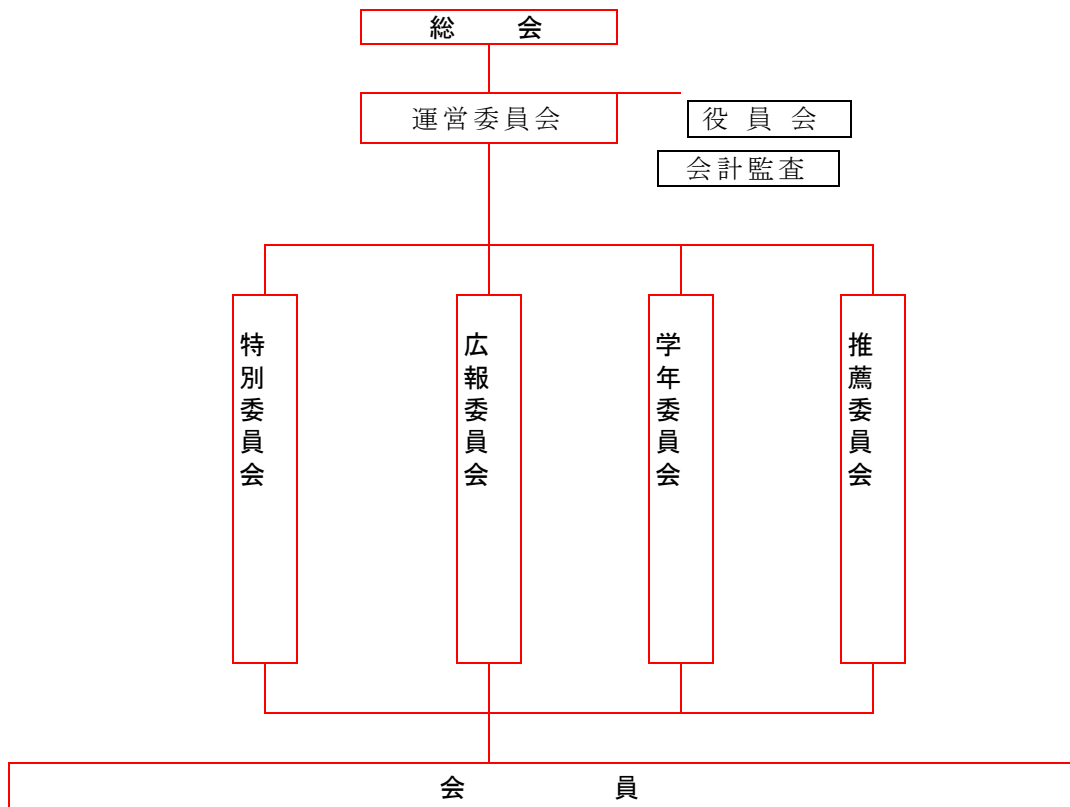 総　会
運営委員会
役 員 会
会計監査
特別委員会
広報委員会
学年委員会
推薦委員会
会　員